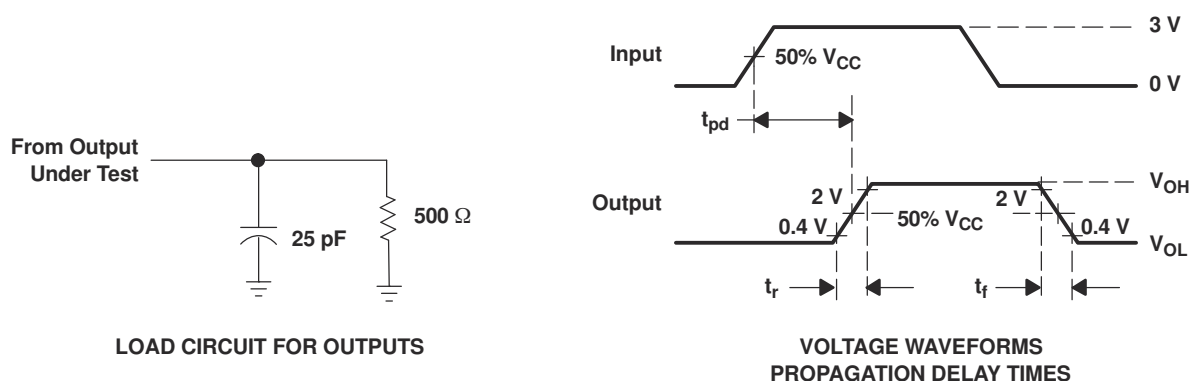 From Output
Under Test
25 pF
500 Ω
LOAD CIRCUIT FOR OUTPUTS
Input
50% VCC
3 V
0 V
tpd
Output
2 V
0.4 V
50% VCC
2 V
0.4 V
VOH
VOL
tr
tf
VOLTAGE WAVEFORMS
PROPAGATION DELAY TIMES